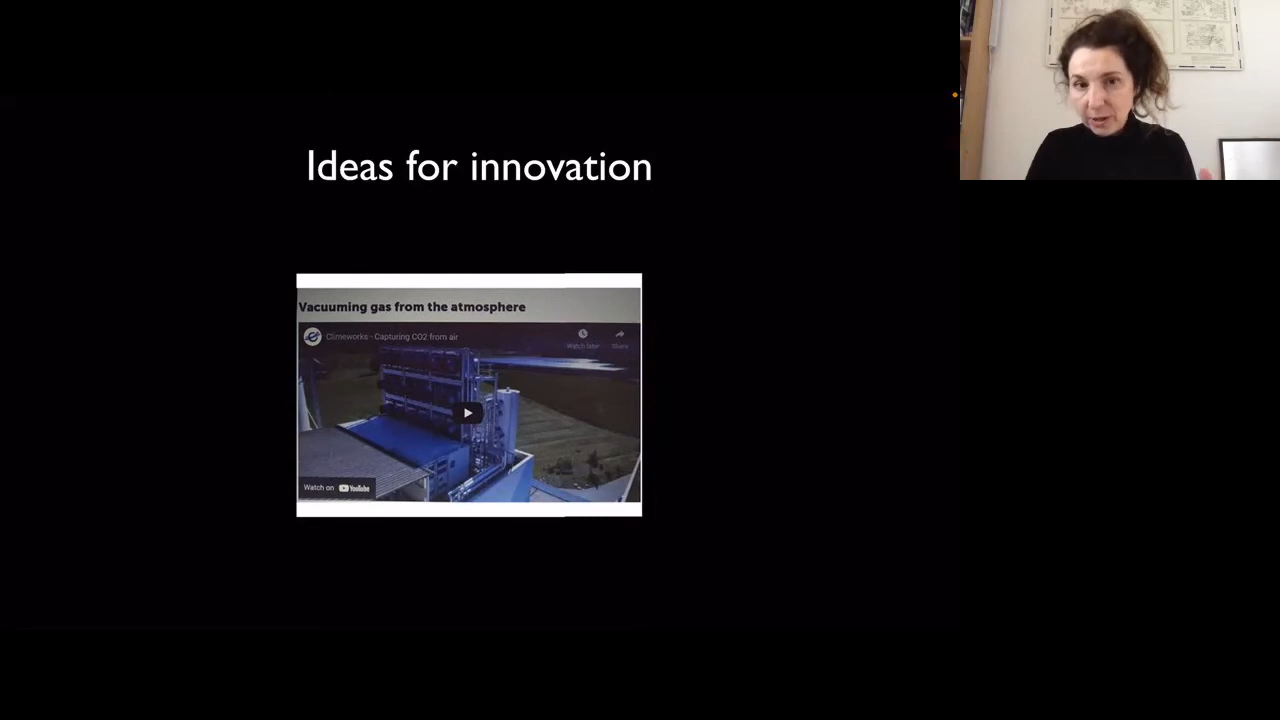 Ideas for innovation
Vacuuming gas from the atmosphere
Climeworks - Capturing CO2 from air
Watch later
Share
Watch on YouTube